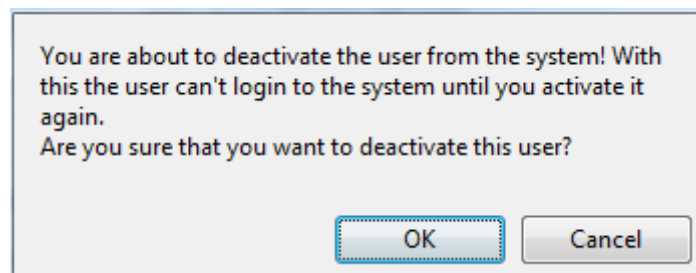 You are about to deactivate the user from the system! With
this the user can't login to the system until you activate it
again.
Are you sure that you want to deactivate this user?
OK
Cancel